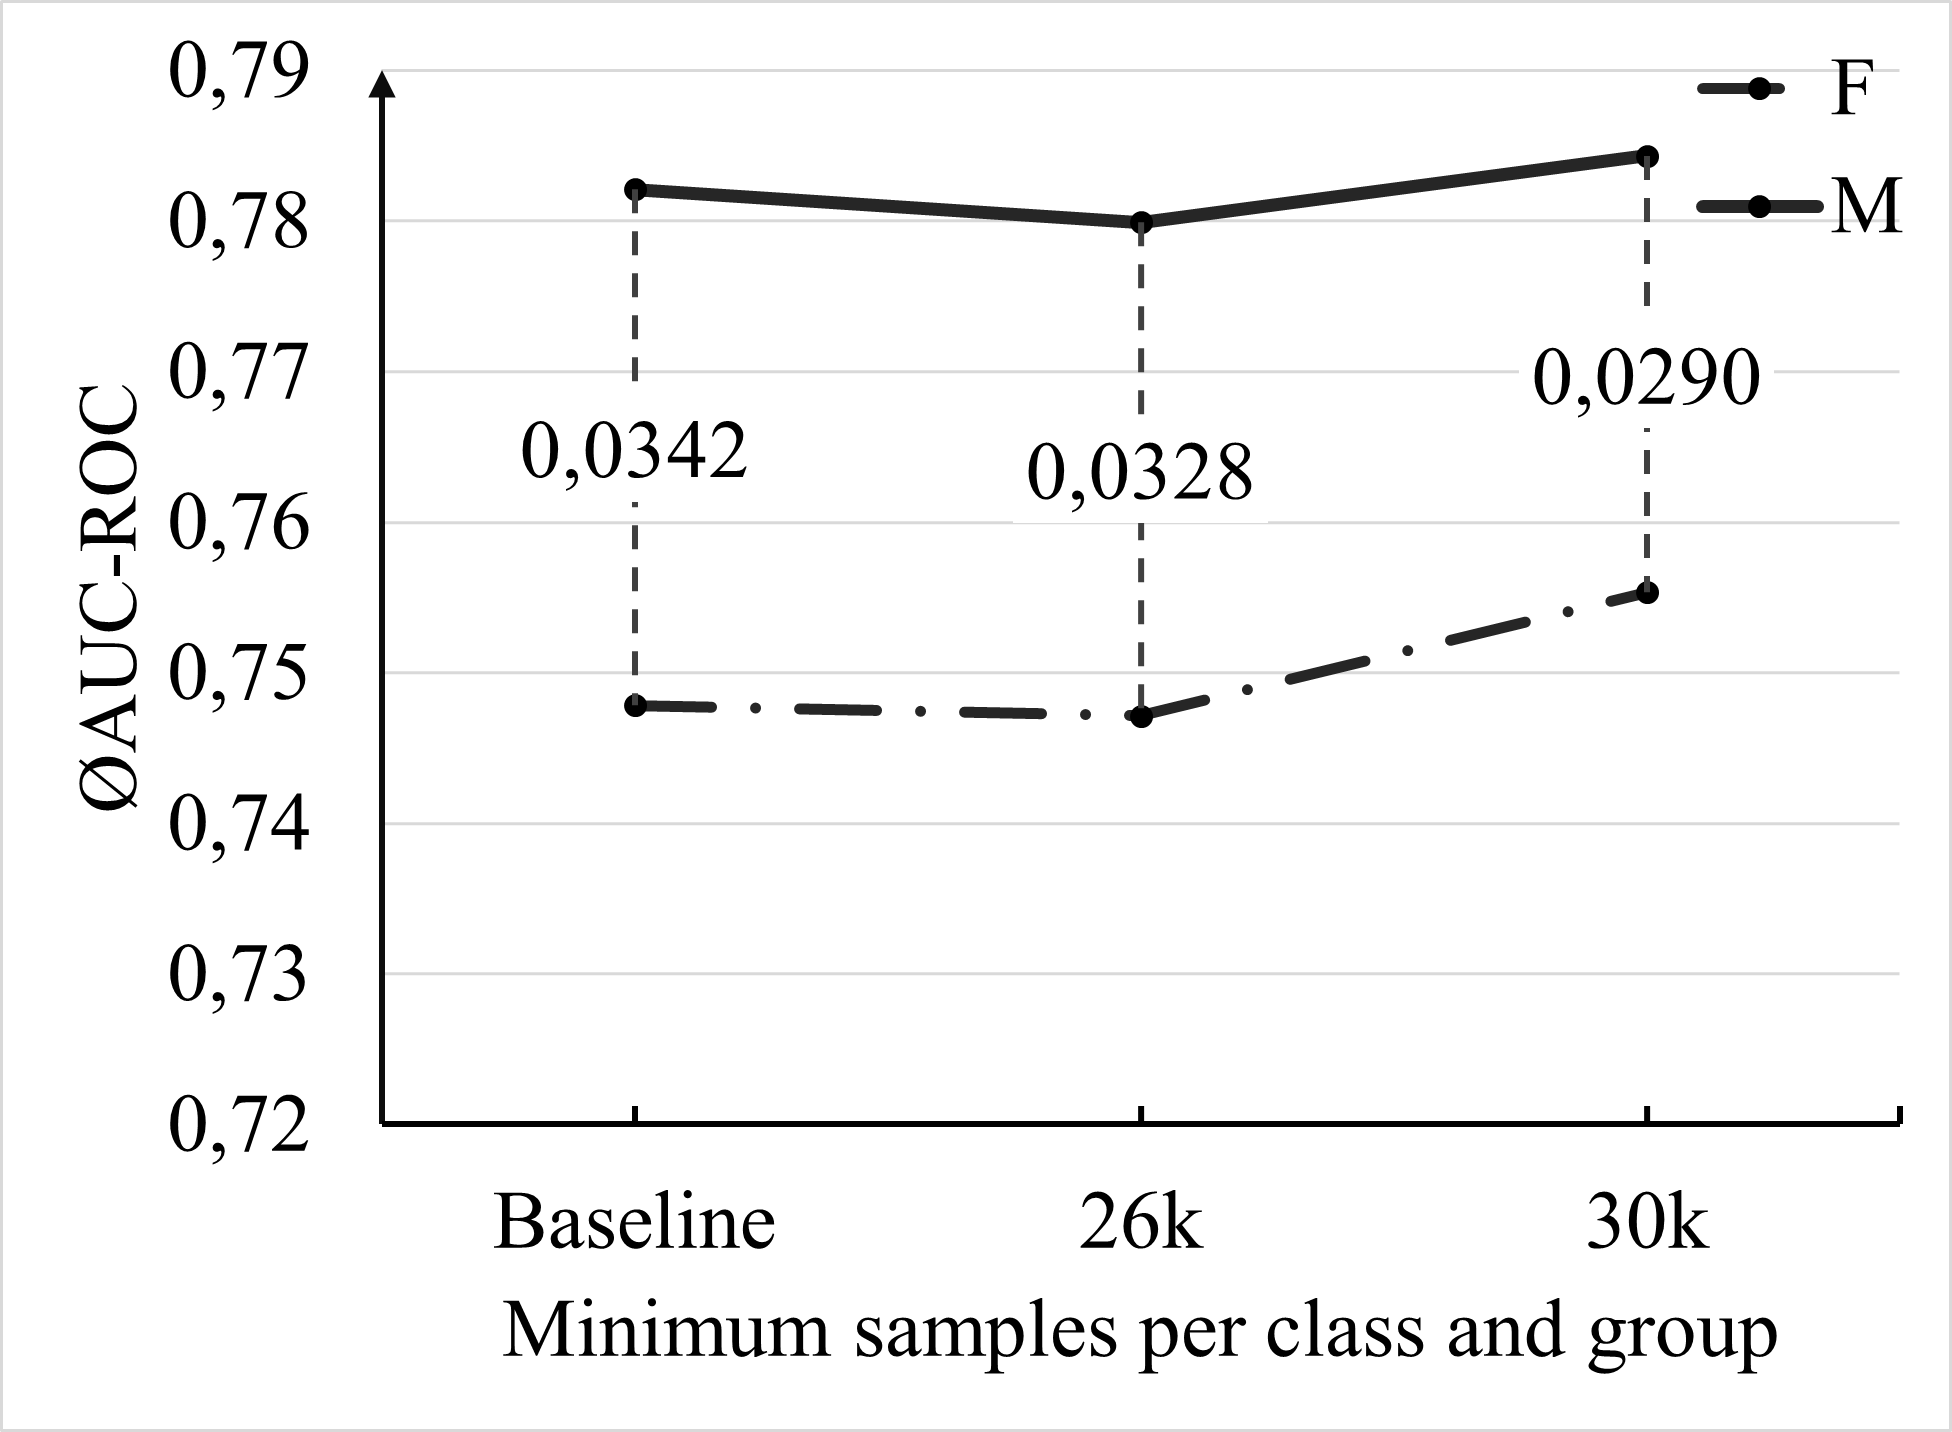 0,79
0,78
0,77
0,76
0,75
0,74
0,73
0,72
ØAUC-ROC
F
M
0,0342
0,0328
0,0290
Baseline
26k
30k
Minimum samples per class and group